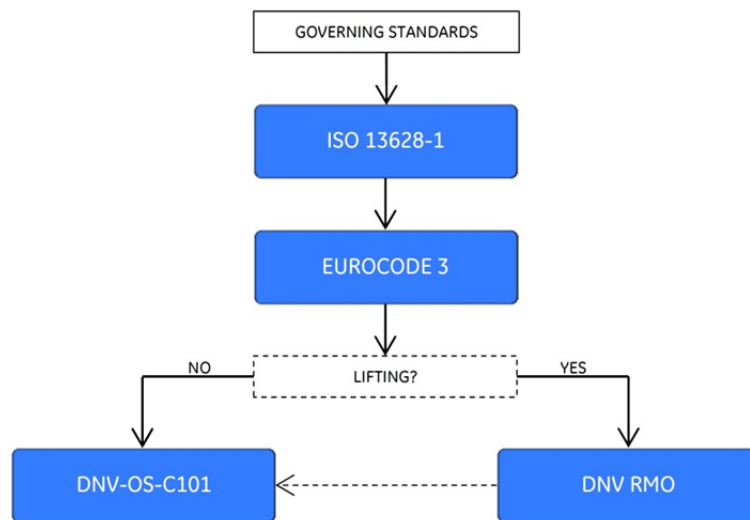 GOVERNING STANDARDS
ISO 13628-1
EUROCODE 3
NO
LIFTING?
YES
DNV-OS-C101
DNV RMO